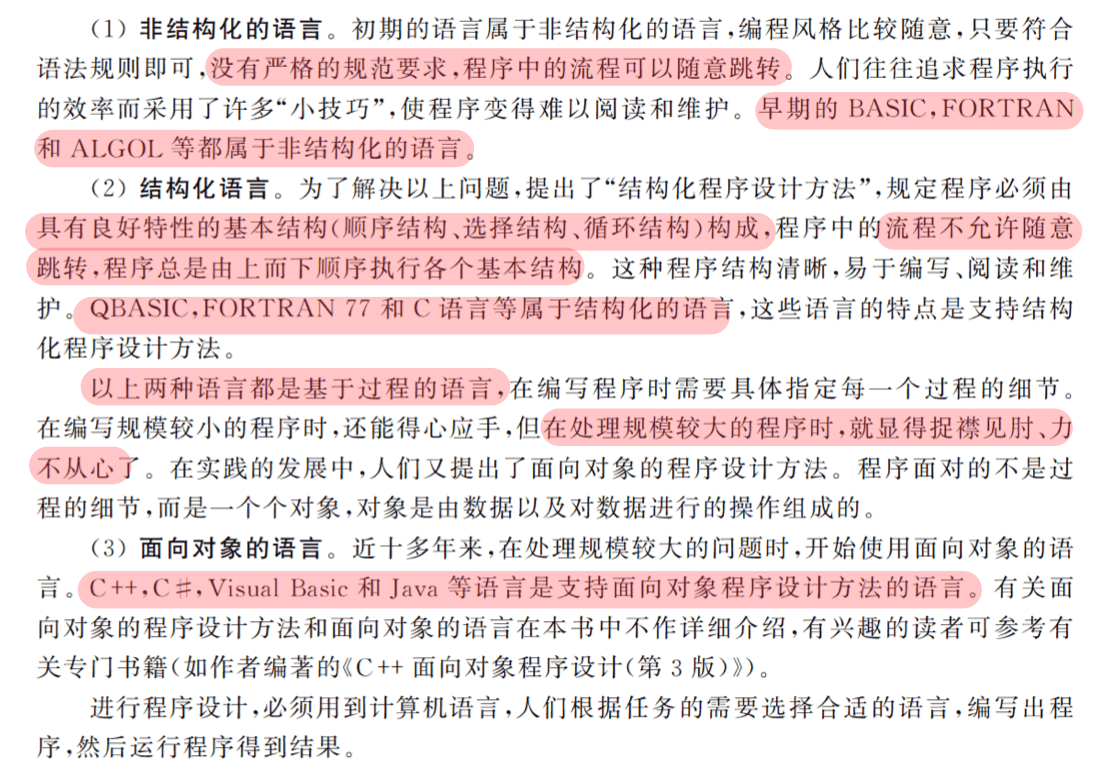 (1) 非结构化的语言。初期的语言属于非结构化的语言,编程风格比较随意,只要符合
语法规则即可,没有严格的规范要求,程序中的流程可以随意跳转。人们往往追求程序执行
的效率而采用了许多“小技巧”,使程序变得难以阅读和维护。早期的 BASIC,FORTRAN
和 ALGOL 等都属于非结构化的语言。
(2) 结构化语言。为了解决以上问题,提出了“结构化程序设计方法”,规定程序必须由
具有良好特性的基本结构(顺序结构、选择结构、循环结构)构成,程序中的流程不允许随意
跳转,程序总是由上而下顺序执行各个基本结构。这种程序结构清晰,易于编写、阅读和维
护。QBASIC,FORTRAN 77 和 C 语言等属于结构化的语言,这些语言的特点是支持结构
化程序设计方法。
以上两种语言都是基于过程的语言,在编写程序时需要具体指定每一个过程的细节。
在编写规模较小的程序时,还能得心应手,但在处理规模较大的程序时,就显得捉襟见肘、力
不从心了。在实践的发展中,人们又提出了面向对象的程序设计方法。程序面对的不是过
程的细节,而是一个个对象,对象是由数据以及对数据进行的操作组成的。
(3) 面向对象的语言。近十多年来,在处理规模较大的问题时,开始使用面向对象的语
言。C++,C#,Visual Basic 和 Java 等语言是支持面向对象程序设计方法的语言。有关面
向对象的程序设计方法和面向对象的语言在本书中不作详细介绍,有兴趣的读者可参考有
关专门书籍(如作者编著的《C++面向对象程序设计(第 3 版)》)。
进行程序设计,必须用到计算机语言,人们根据任务的需要选择合适的语言,编写出程
序,然后运行程序得到结果。